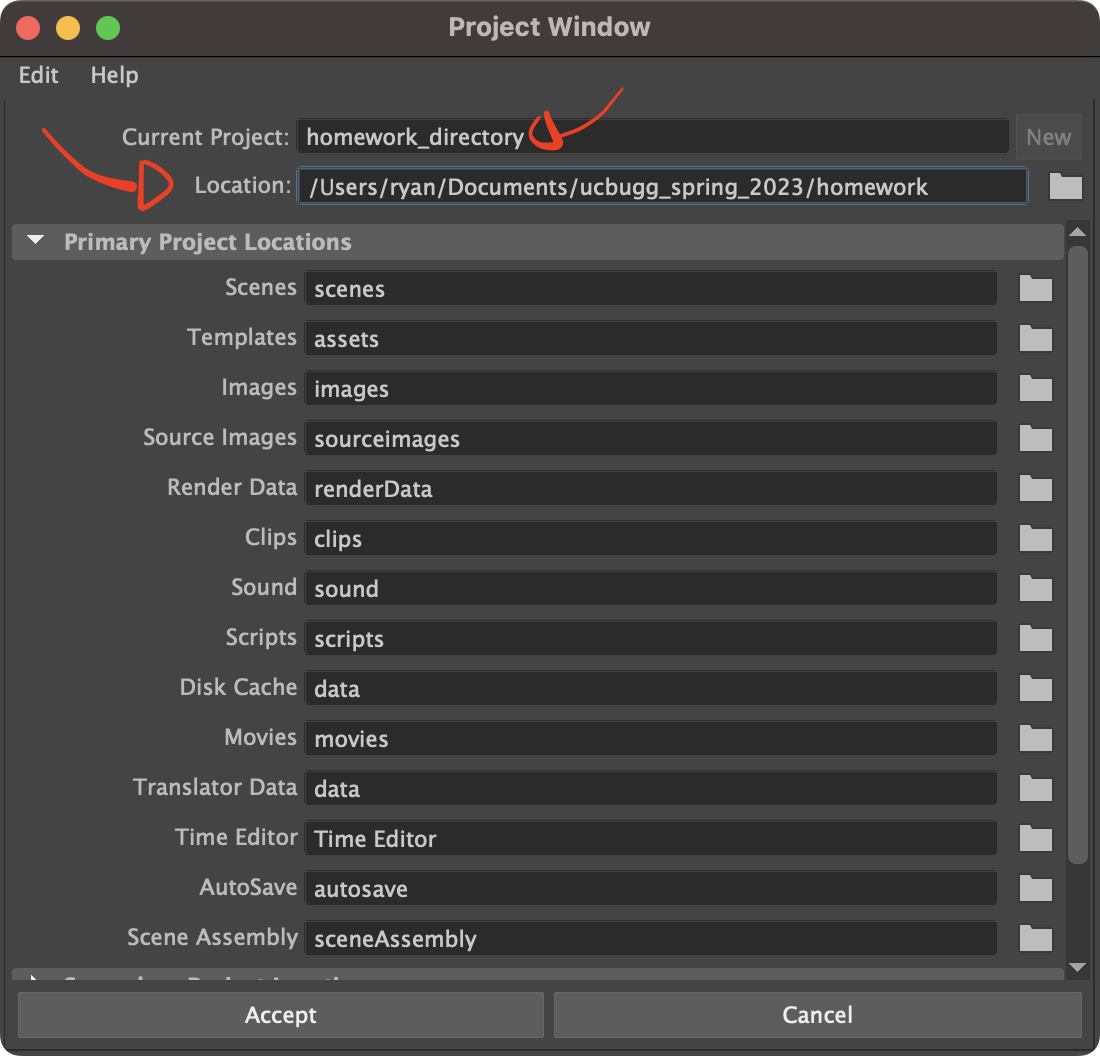 Project Window
Edit Help
Current Project: homework_directory New
Location: /Users/ryan/Documents/ucbugg_spring_2023/homework
Primary Project Locations
Scenes scenes
Templates assets
Images images
Source Images sourceimages
Render Data renderData
Clips clips
Sound sound
Scripts scripts
Disk Cache data
Movies movies
Translator Data data
Time Editor Time Editor
AutoSave autosave
Scene Assembly sceneAssembly
Accept Cancel